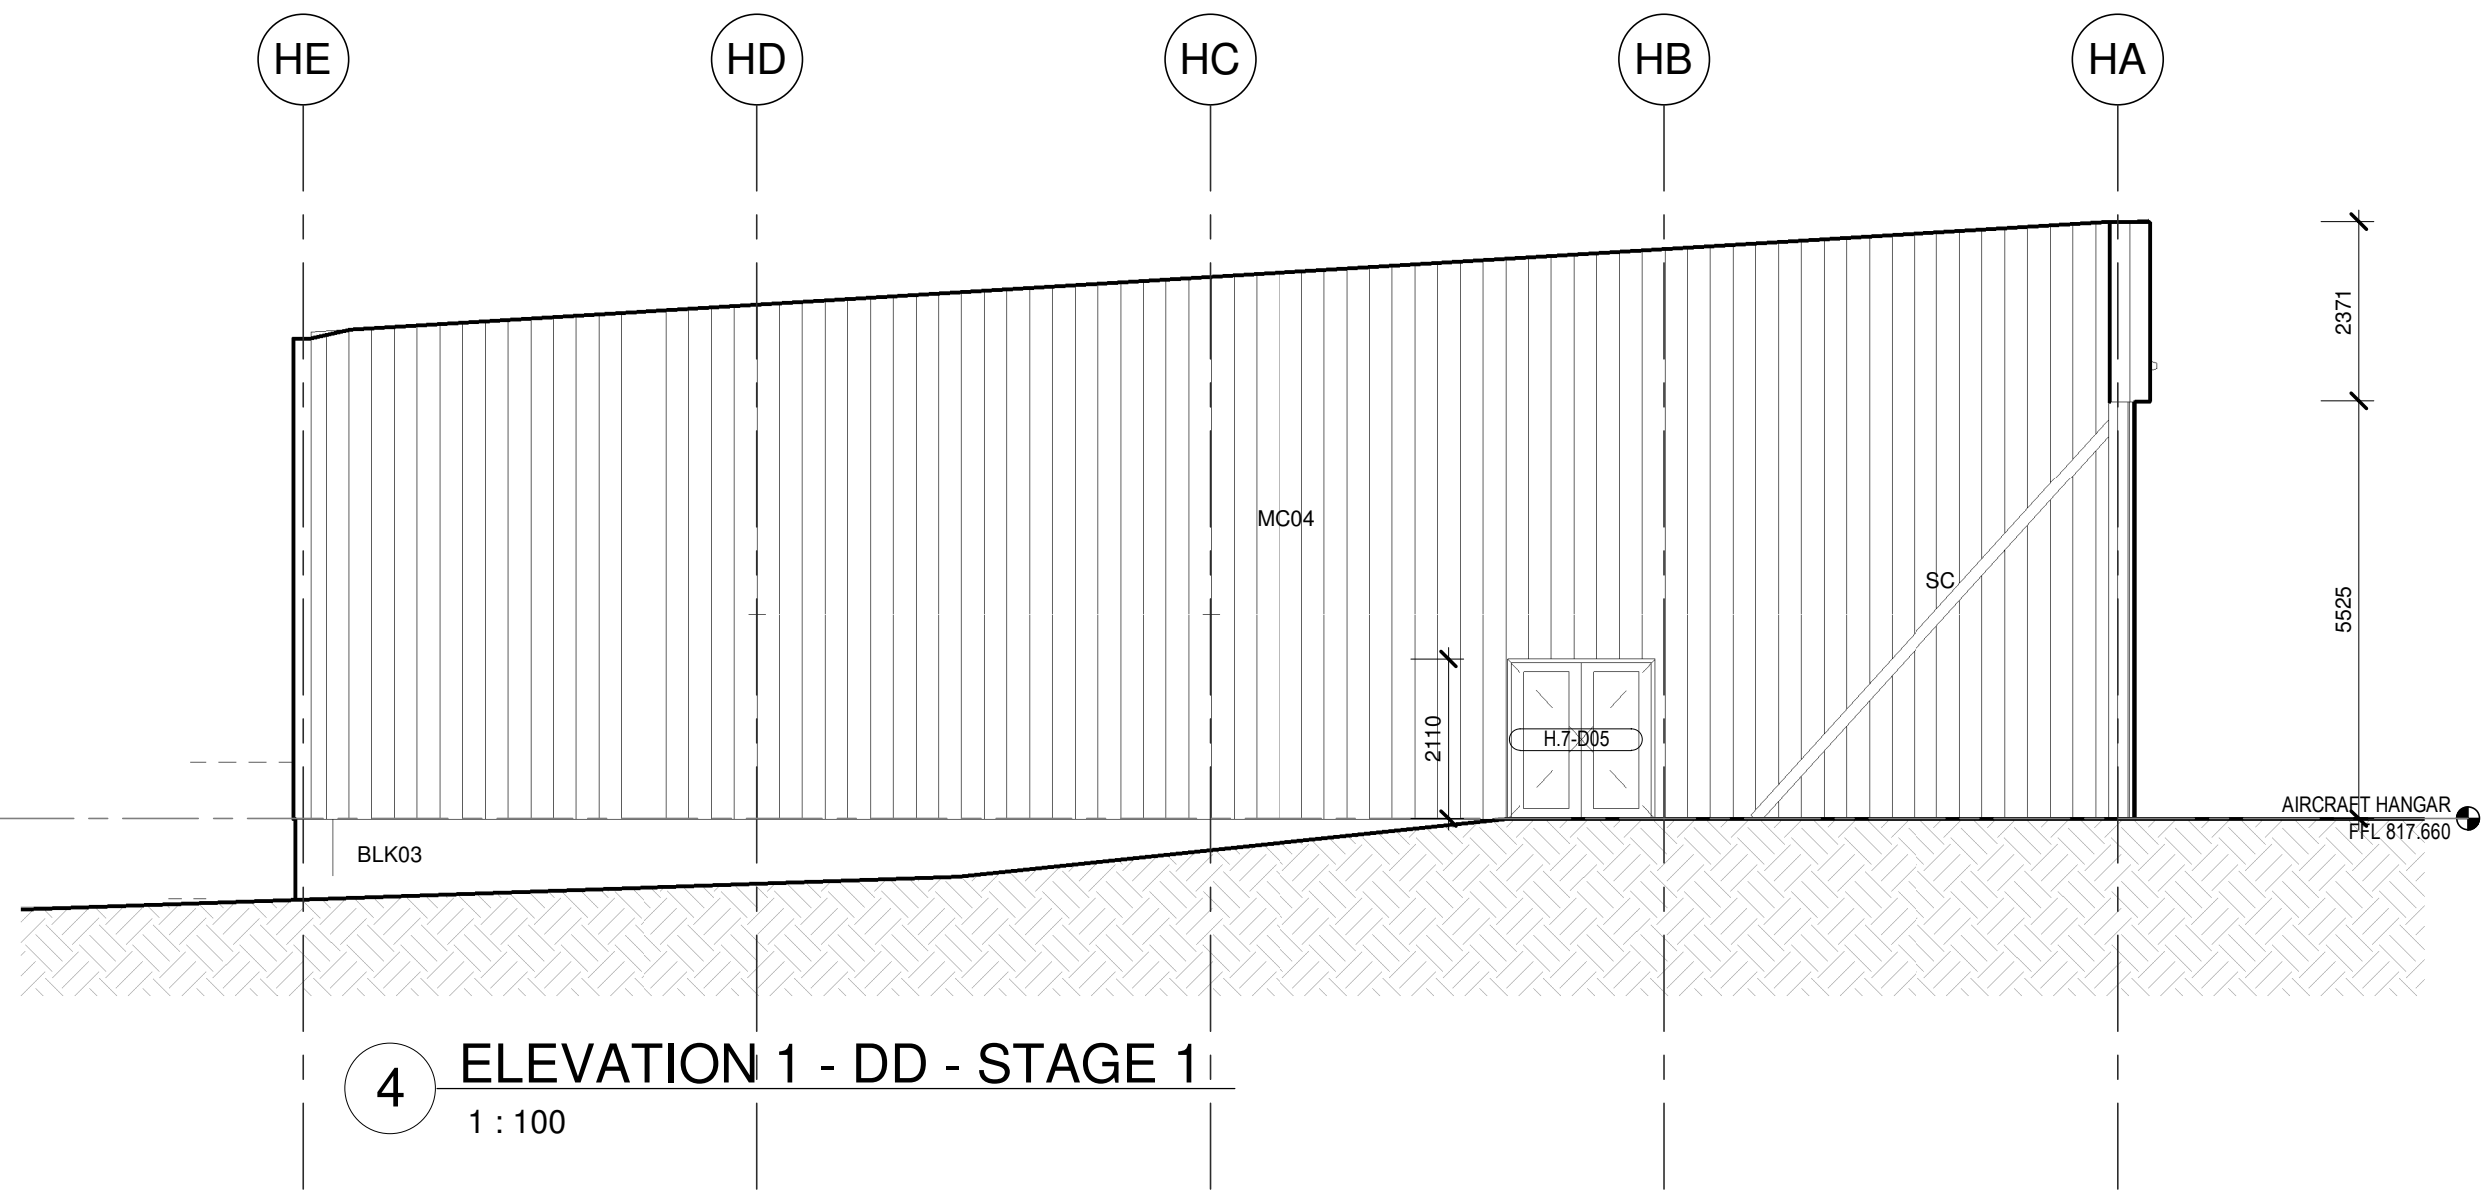 HE
HD
HC
HB
HA
2371
MC04
SC
5525
2110
H.7-D05
AIRCRAFT HANGAR
FFL 817.660
BLK03
4
ELEVATION 1 - DD - STAGE 1
1 : 100